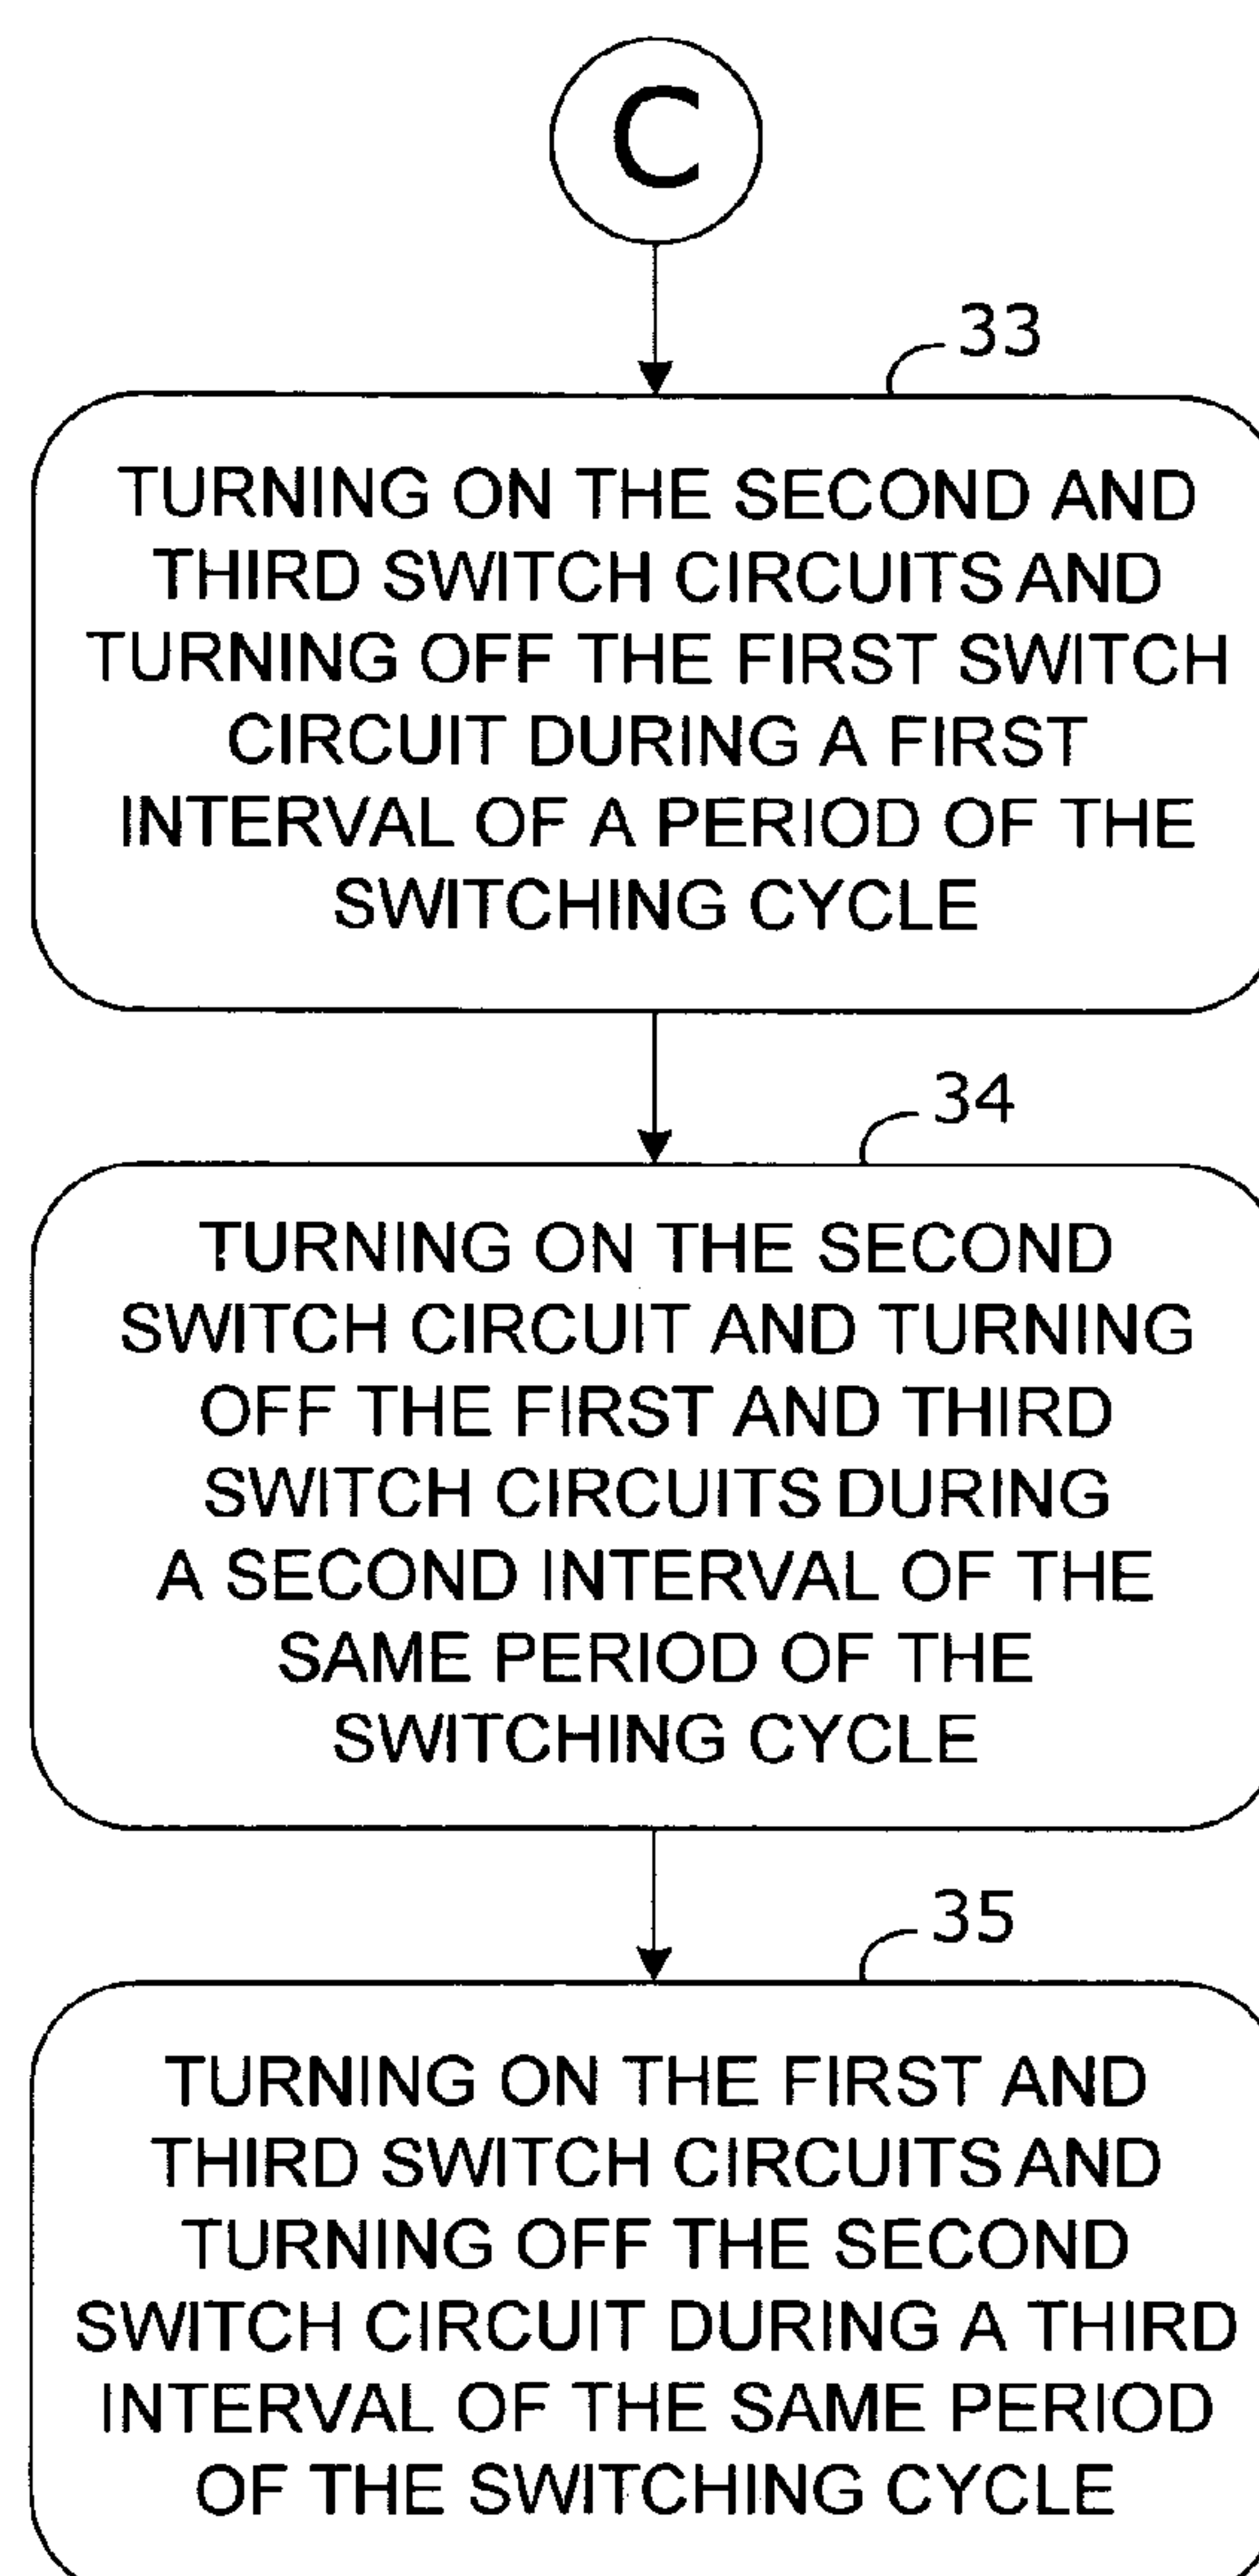 C
33
TURNING ON THE SECOND AND
THIRD SWITCH CIRCUITS AND
TURNING OFF THE FIRST SWITCH
CIRCUIT DURING A FIRST
INTERVAL OF A PERIOD OF THE
SWITCHING CYCLE
34
TURNING ON THE SECOND
SWITCH CIRCUIT AND TURNING
OFF THE FIRST AND THIRD
SWITCH CIRCUITS DURING
A SECOND INTERVAL OF THE
SAME PERIOD OF THE
SWITCHING CYCLE
35
TURNING ON THE FIRST AND
THIRD SWITCH CIRCUITS AND
TURNING OFF THE SECOND
SWITCH CIRCUIT DURING A THIRD
INTERVAL OF THE SAME PERIOD
OF THE SWITCHING CYCLE